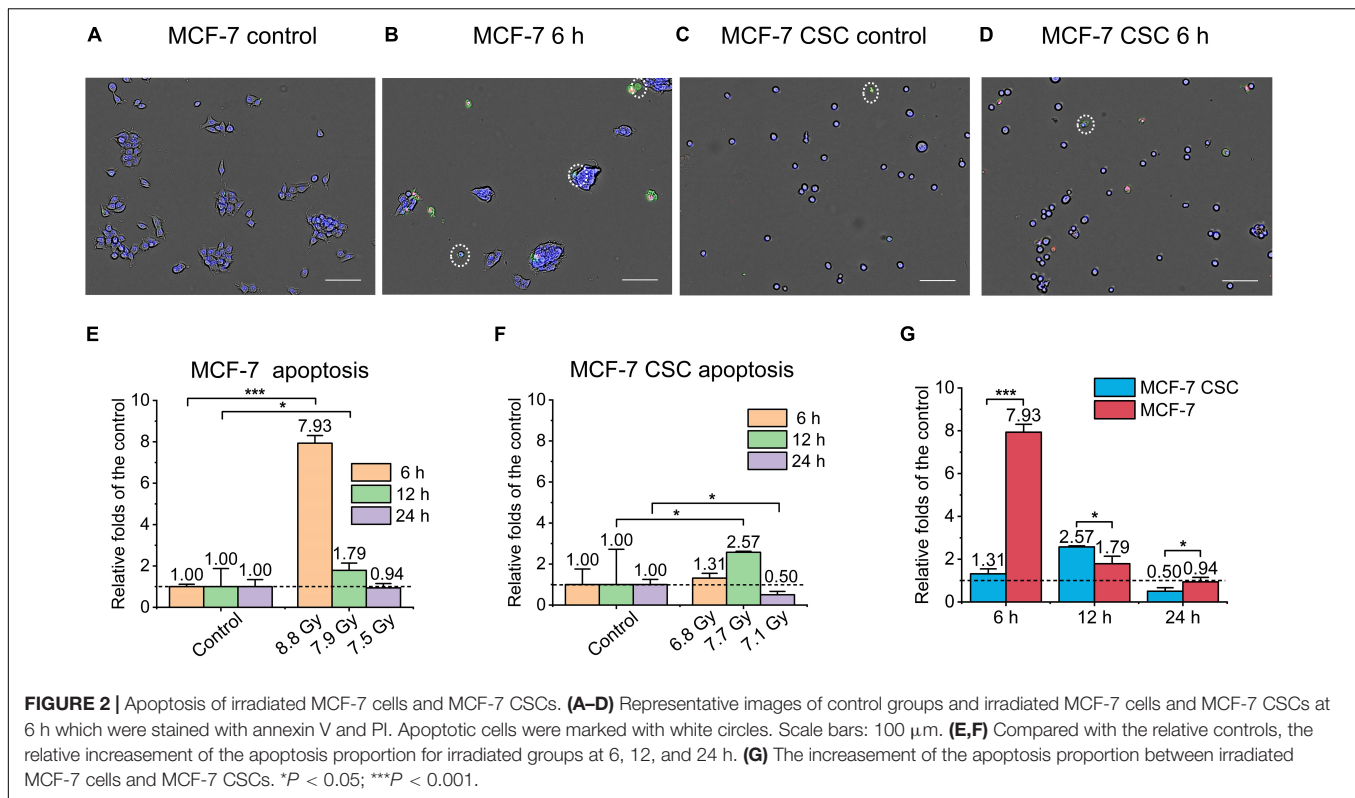 A MCF-7 control
B MCF-7 6 h
C MCF-7 CSC control
D MCF-7 CSC 6 h
E
MCF-7 apoptosis
Relative folds of the control
10
8
6
4
2
0
***
*
1.00
1.00
1.00
7.93
1.79
0.94
6 h
12 h
24 h
Control
8.8 Gy
7.9 Gy
7.5 Gy
F
MCF-7 CSC apoptosis
Relative folds of the control
10
8
6
4
2
0
6 h
12 h
24 h
*
*
1.00
1.00
1.00
1.31
2.57
0.50
Control
6.8 Gy
7.7 Gy
7.1 Gy
G
Relative folds of the control
10
8
6
4
2
0
MCF-7 CSC
MCF-7
***
*
*
1.31
7.93
2.57
1.79
0.50
0.94
6 h
12 h
24 h
FIGURE 2 | Apoptosis of irradiated MCF-7 cells and MCF-7 CSCs. (A–D) Representative images of control groups and irradiated MCF-7 cells and MCF-7 CSCs at
6 h which were stained with annexin V and PI. Apoptotic cells were marked with white circles. Scale bars: 100 μm. (E,F) Compared with the relative controls, the
relative increasement of the apoptosis proportion for irradiated groups at 6, 12, and 24 h. (G) The increasement of the apoptosis proportion between irradiated
MCF-7 cells and MCF-7 CSCs. *P < 0.05; ***P < 0.001.